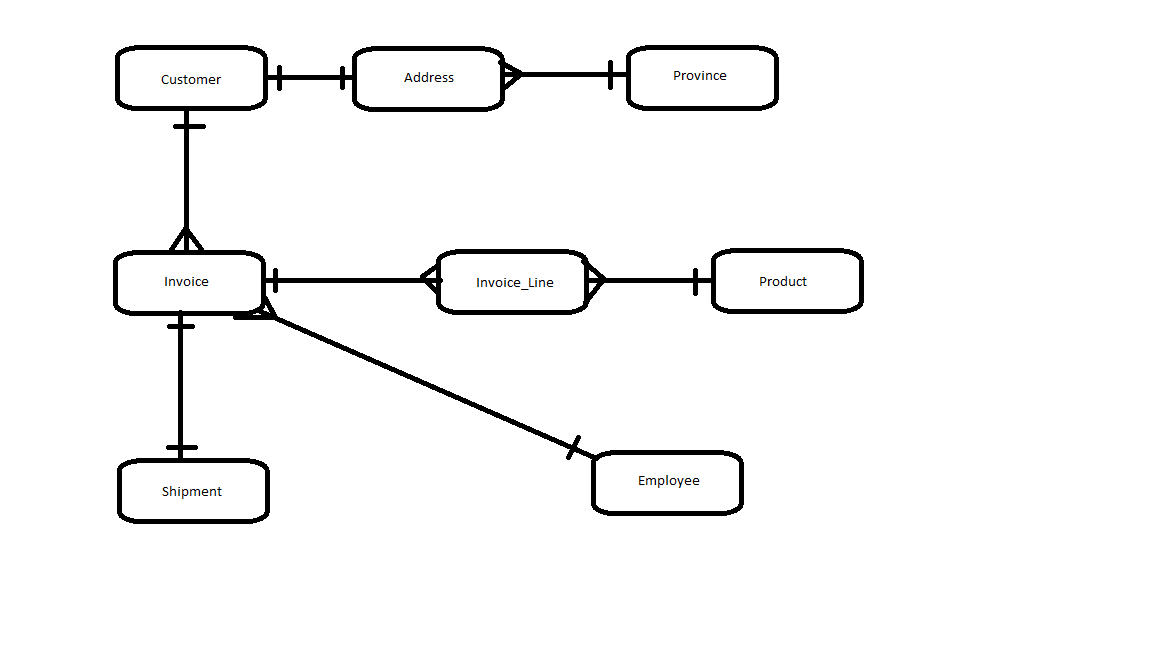 Customer
Address
Province
Invoice
Invoice_Line
Product
Shipment
Employee